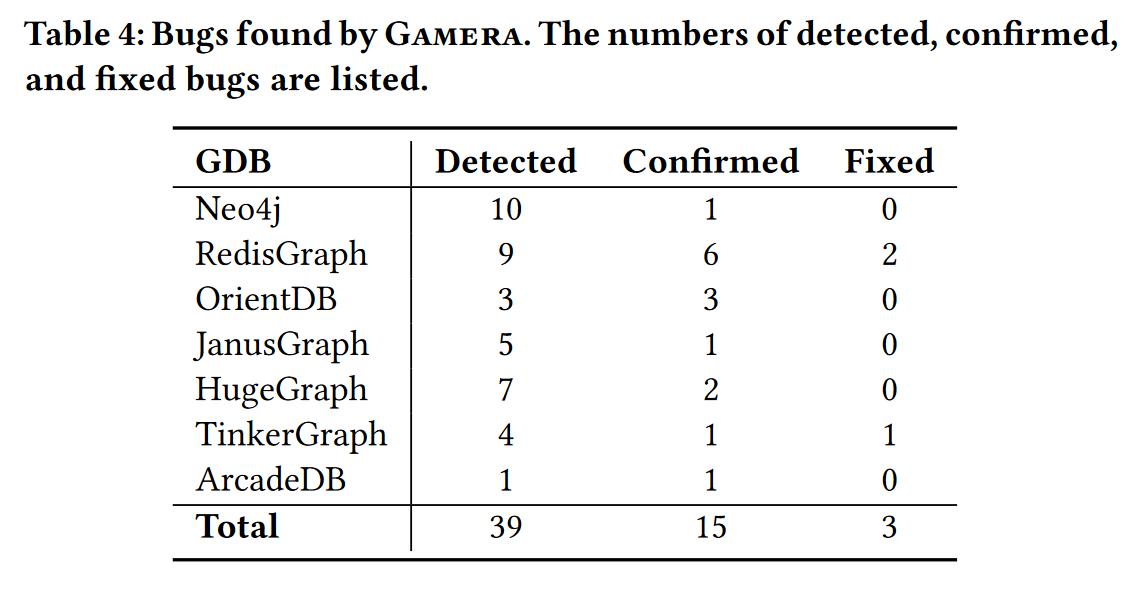 Table 4: Bugs found by GAMERA. The numbers of detected, confirmed,
and fixed bugs are listed.
GDB Detected Confirmed Fixed
Neo4j 10 1 0
RedisGraph 9 6 2
OrientDB 3 3 0
JanusGraph 5 1 0
HugeGraph 7 2 0
TinkerGraph 4 1 1
ArcadeDB 1 1 0
Total 39 15 3